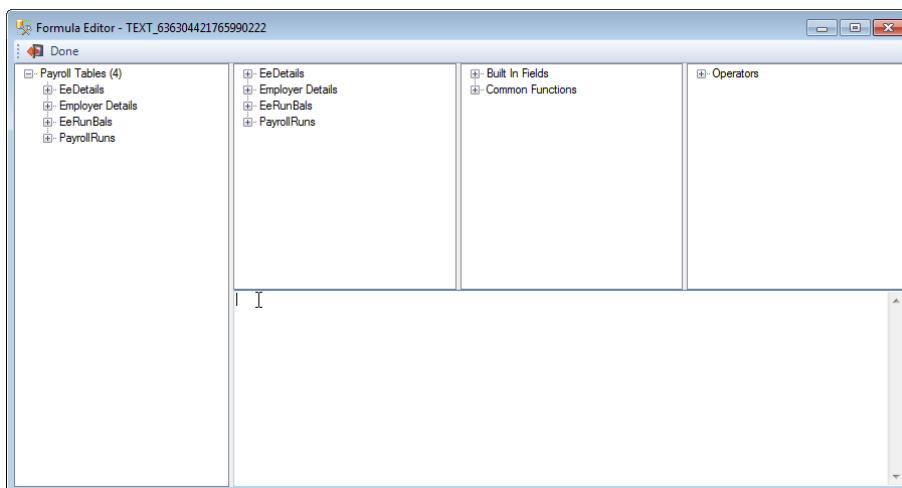 Formula Editor - TEXT_636304421765990222
Done
Payroll Tables (4)
EeDetails
Employer Details
EeRunBals
PayrollRuns
EeDetails
Employer Details
EeRunBals
PayrollRuns
Built In Fields
Common Functions
Operators